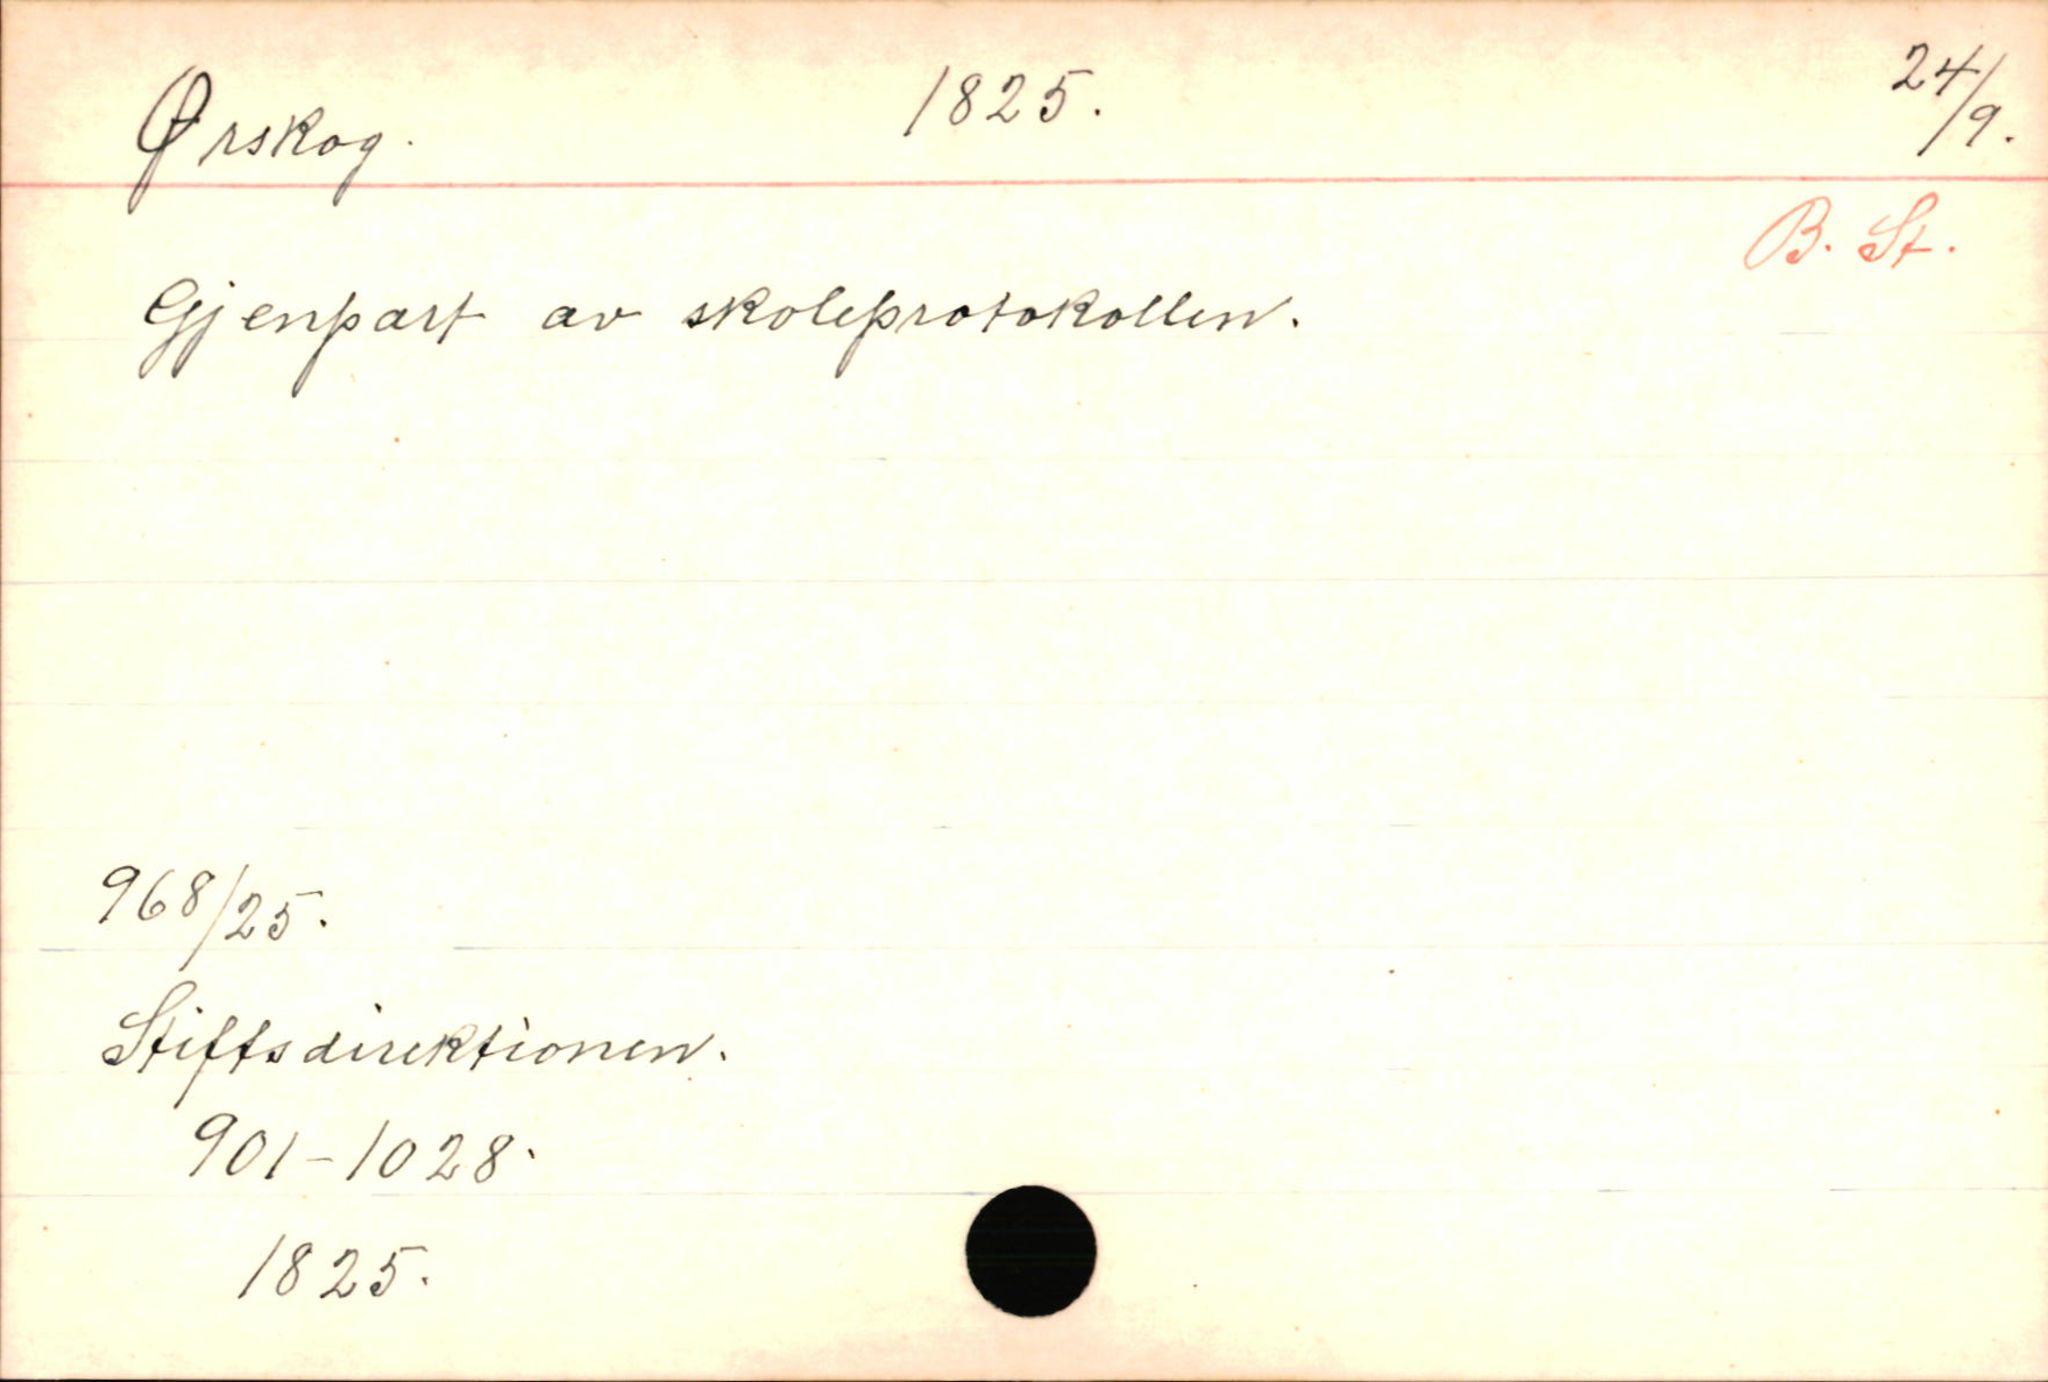 Ørskog. 1825. 24/9.
B. St.
Gjenpart av skoleprotokollen.
968/25.
Stiftsdirektionen.
901-1028.
1825.